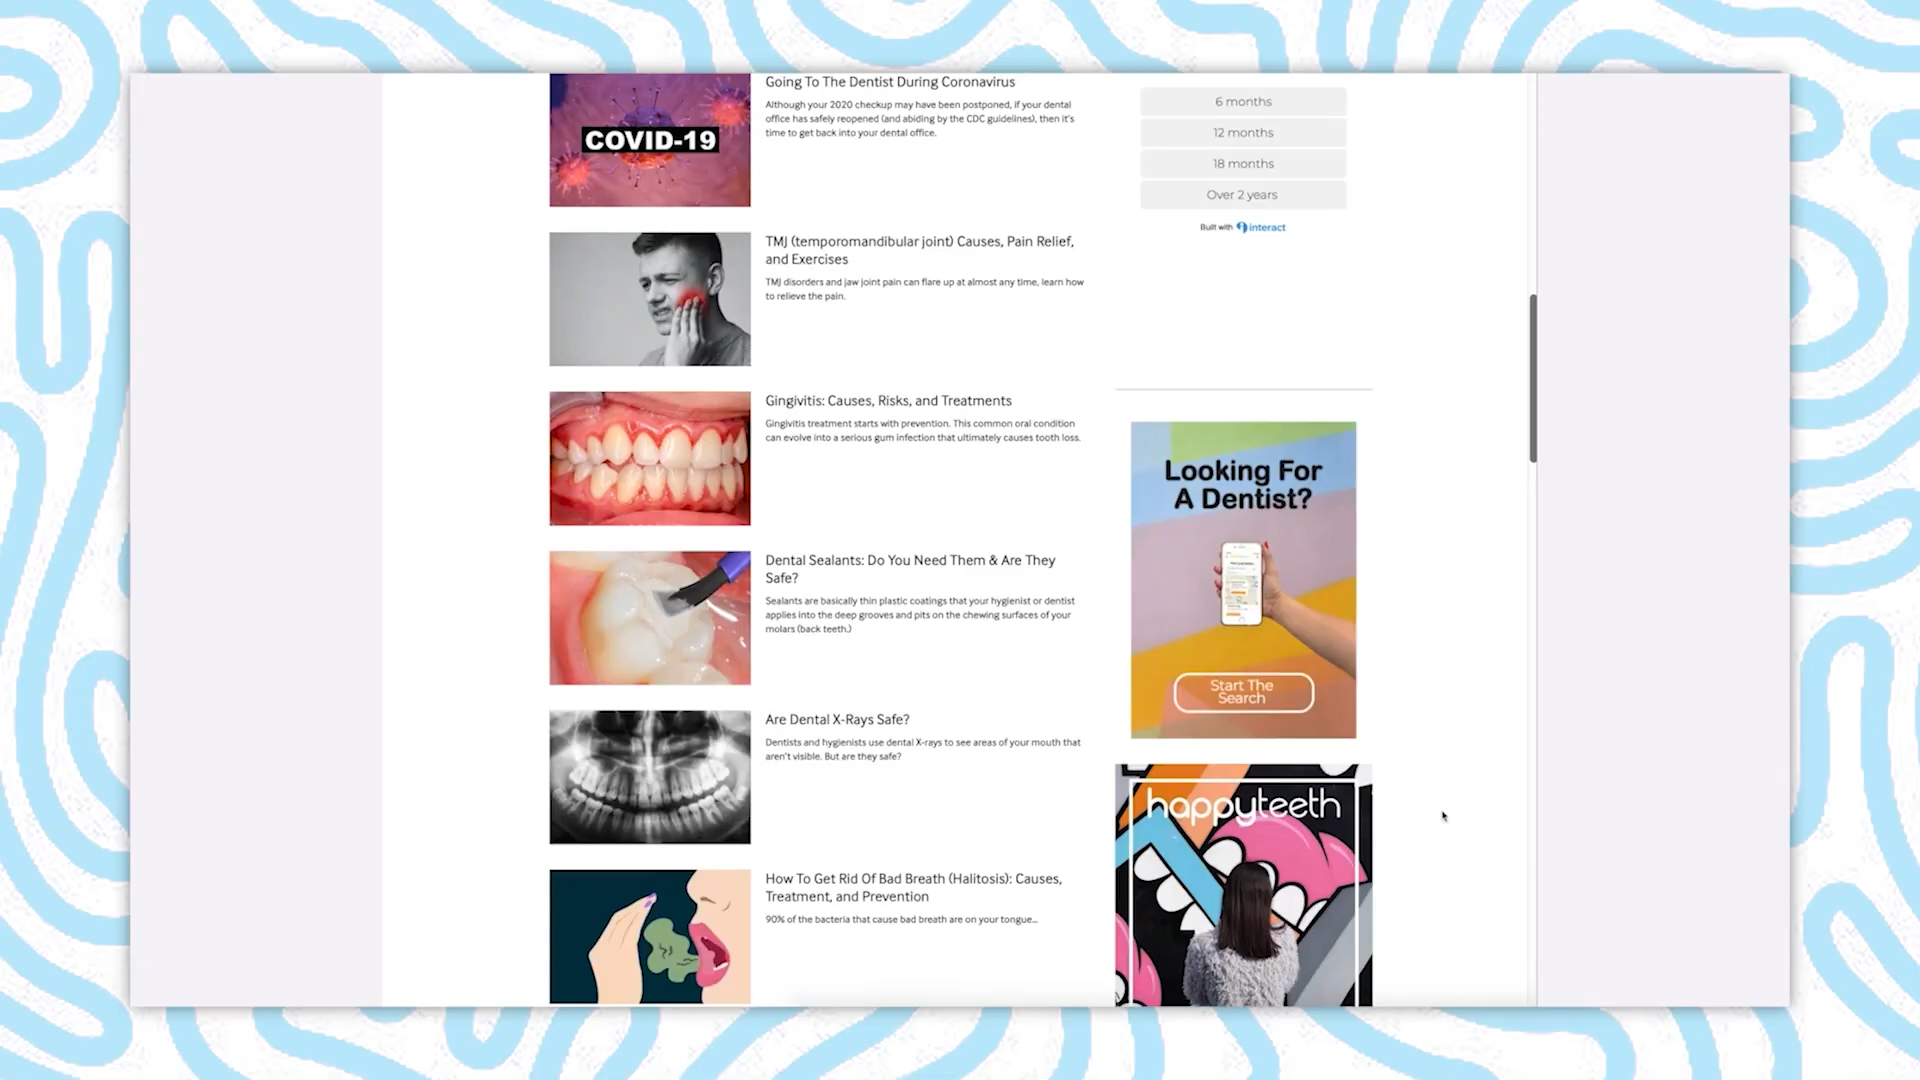 Going To The Dentist During Coronavirus
Although your 2020 checkup may have been postponed, if your dental
office has safely reopened (and abiding by the CDC guidelines), then it's
time to get back into your dental office.
COVID-19
TMJ (temporomandibular joint) Causes, Pain Relief,
and Exercises
TMJ disorders and jaw joint pain can flare up at almost any time, learn how
to relieve the pain.
Gingivitis: Causes, Risks, and Treatments
Gingivitis treatment starts with prevention. This common oral condition
can evolve into a serious gum infection that ultimately causes tooth loss.
Dental Sealants: Do You Need Them & Are They
Safe?
Sealants are basically thin plastic coatings that your hygienist or dentist
applies into the deep grooves and pits on the chewing surfaces of your
molars (back teeth.)
Are Dental X-Rays Safe?
Dentists and hygienists use dental X-rays to see areas of your mouth that
aren't visible. But are they safe?
How To Get Rid Of Bad Breath (Halitosis): Causes,
Treatment, and Prevention
90% of the bacteria that cause bad breath are on your tongue...
6 months
12 months
18 months
Over 2 years
Built with interact
Looking For
A Dentist?
Start The
Search
happyteeth